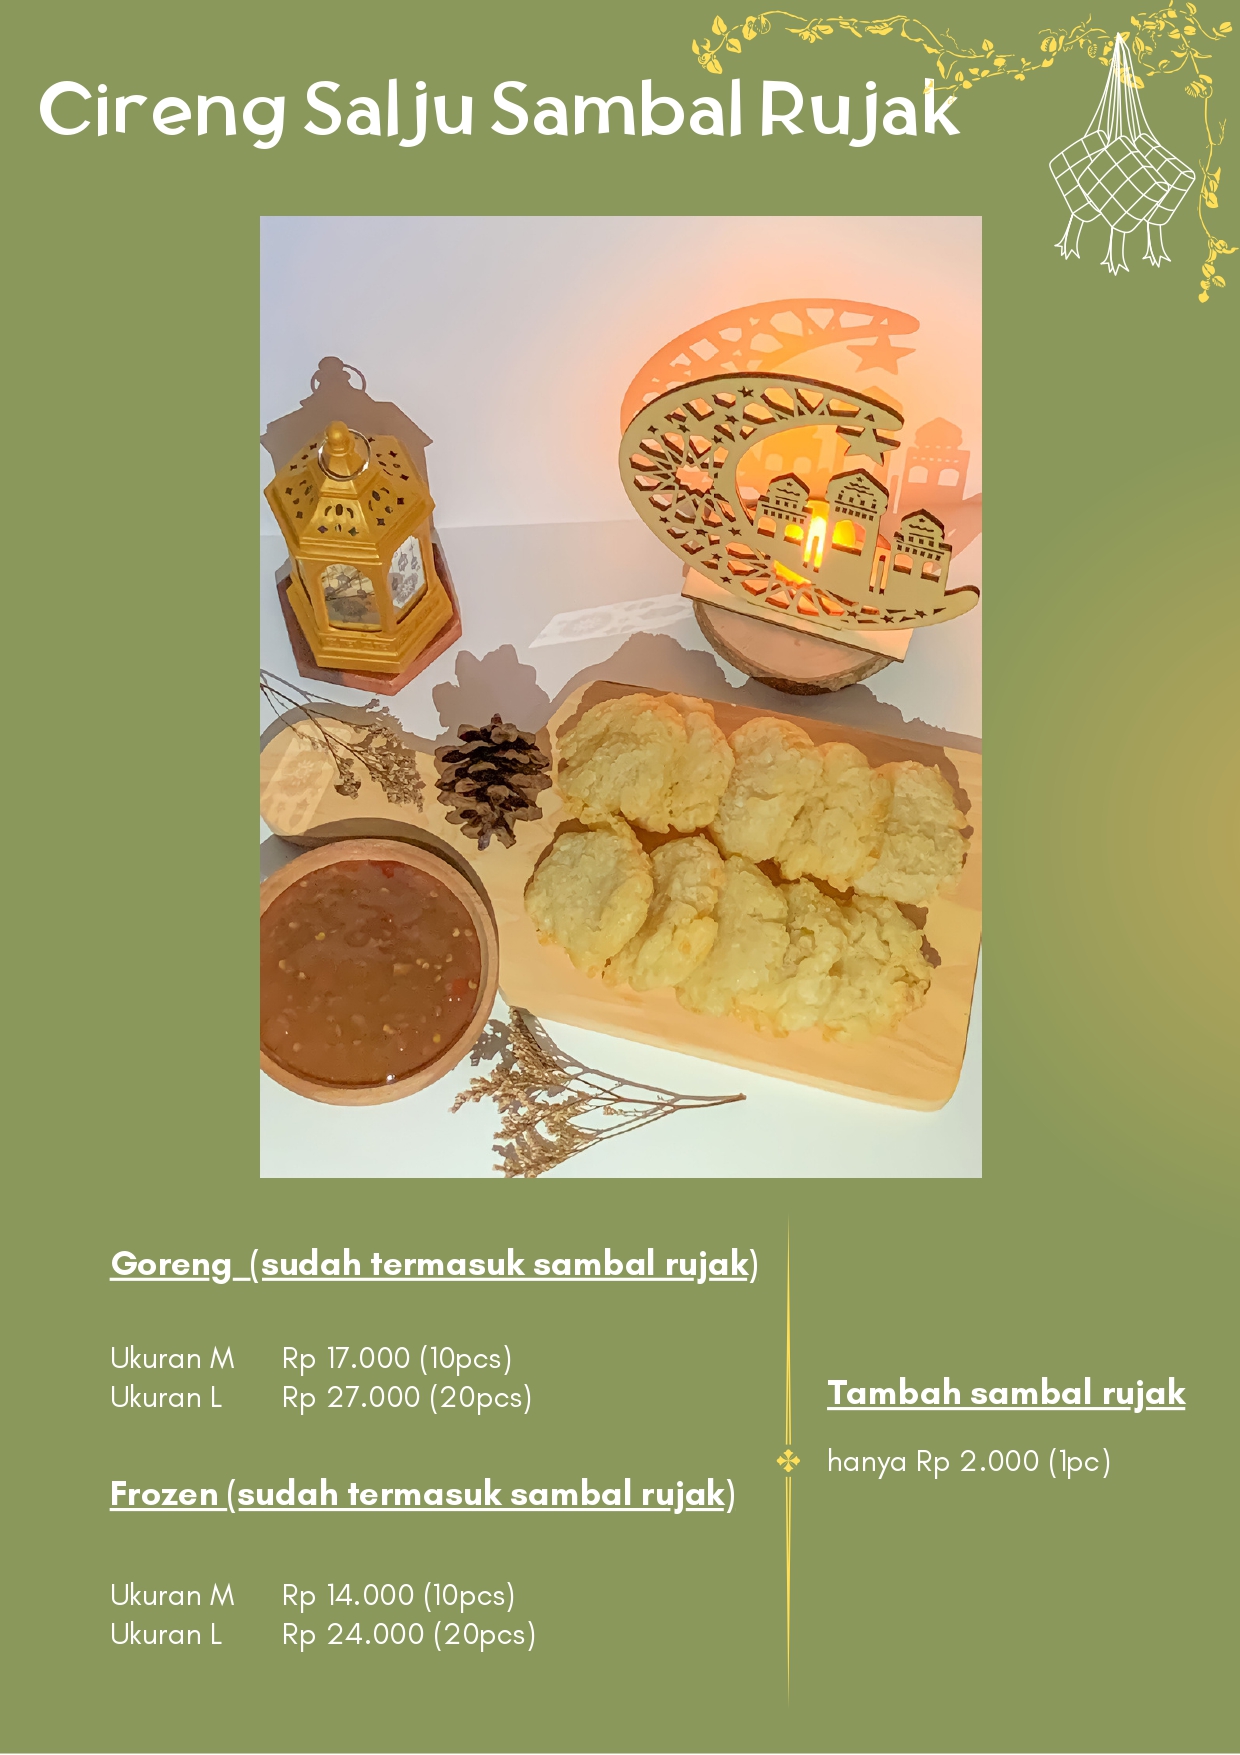 Cireng Salju Sambal Rujak
Goreng (sudah termasuk sambal rujak)
Ukuran M Rp 17.000 (10pcs)
Ukuran L Rp 27.000 (20pcs)
Frozen (sudah termasuk sambal rujak)
Ukuran M Rp 14.000 (10pcs)
Ukuran L Rp 24.000 (20pcs)
Tambah sambal rujak
hanya Rp 2.000 (1pc)